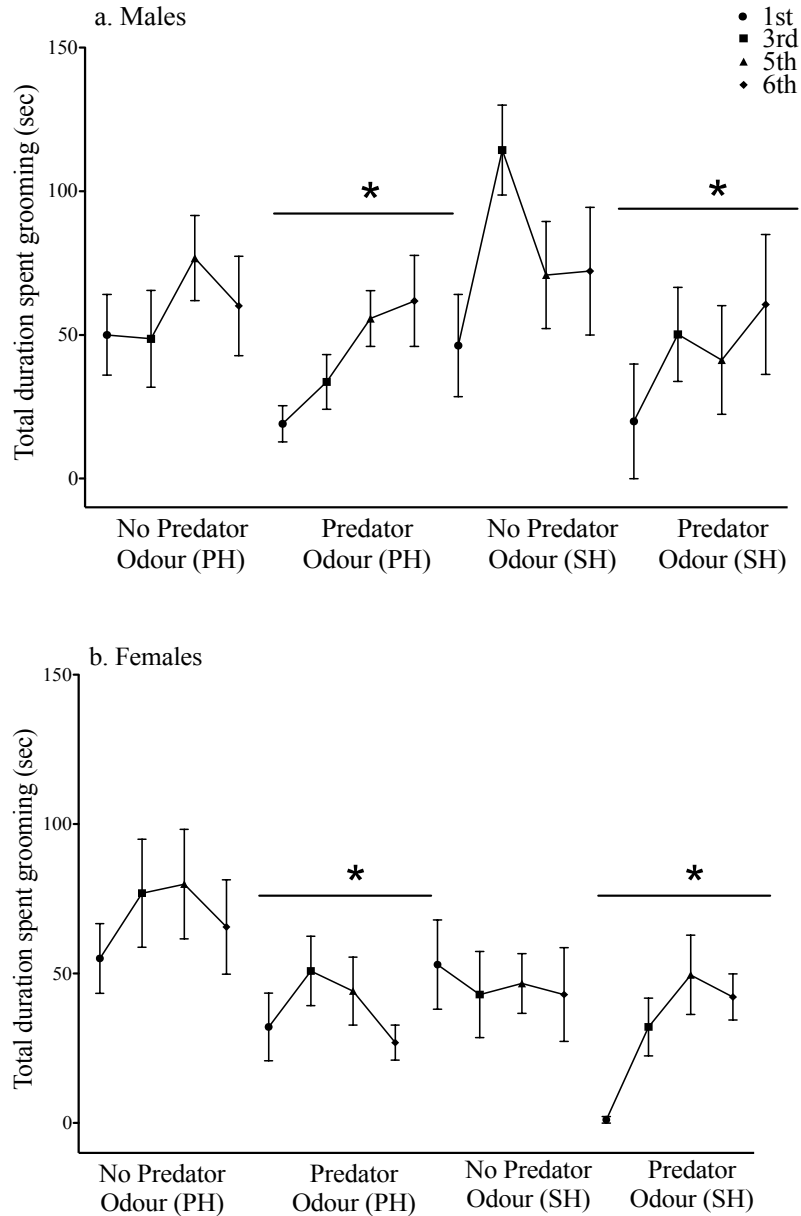 a. Males
1st
3rd
5th
6th
150
100
50
0
Total duration spent grooming (sec)
*
*
No Predator Odour (PH)
Predator Odour (PH)
No Predator Odour (SH)
Predator Odour (SH)
b. Females
150
100
50
0
Total duration spent grooming (sec)
*
*
No Predator Odour (PH)
Predator Odour (PH)
No Predator Odour (SH)
Predator Odour (SH)